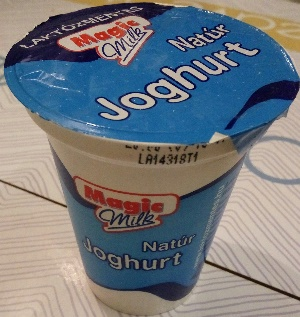 LAKTÓZMENTES
Magic
Milk
Natúr
Joghurt
LA14318T1
Magic
Milk
Natúr
Joghurt